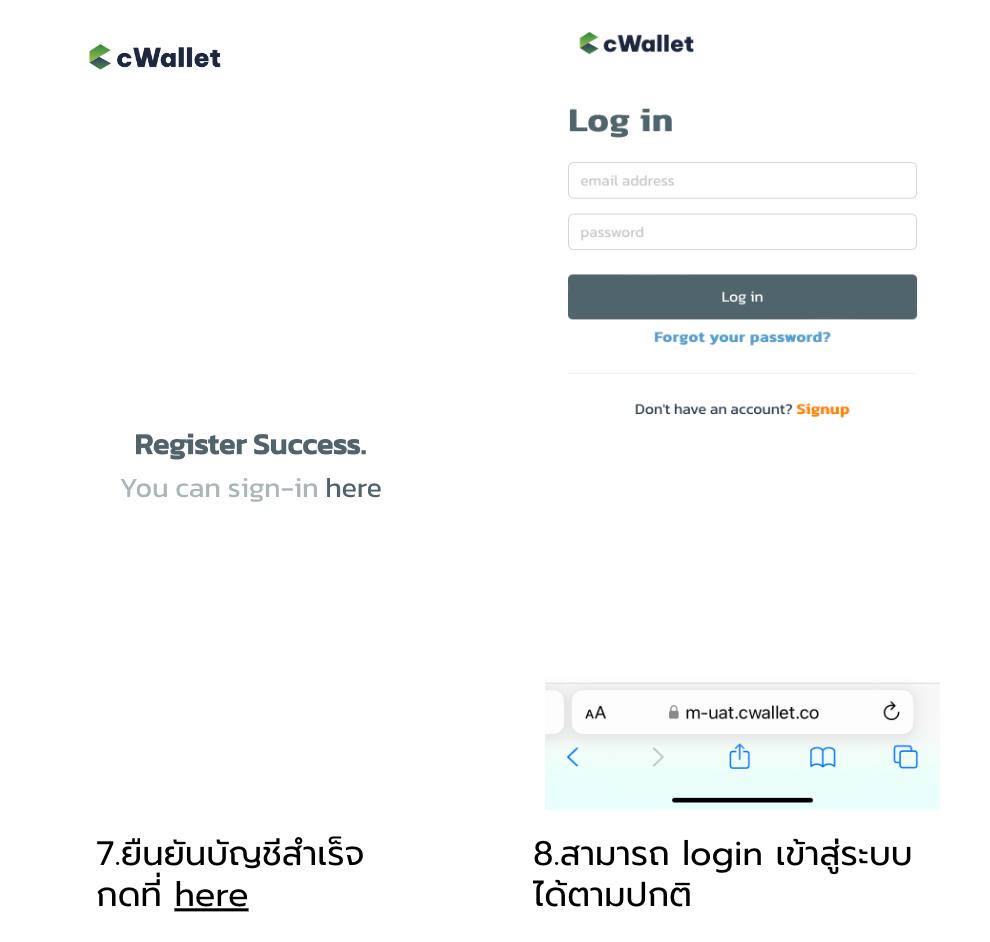 cWallet
Register Success.
You can sign-in here
7.ยืนยันบัญชีสำเร็จ
กดที่ here
cWallet
Log in
email address
password
Log in
Forgot your password?
Don't have an account? Signup
AA m-uat.cwallet.co
8.สามารถ login เข้าสู่ระบบ
ได้ตามปกติ